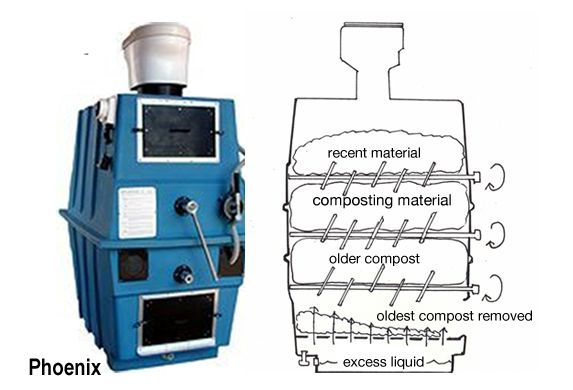 recent material
composting material
older compost
oldest compost removed
excess liquid
Phoenix